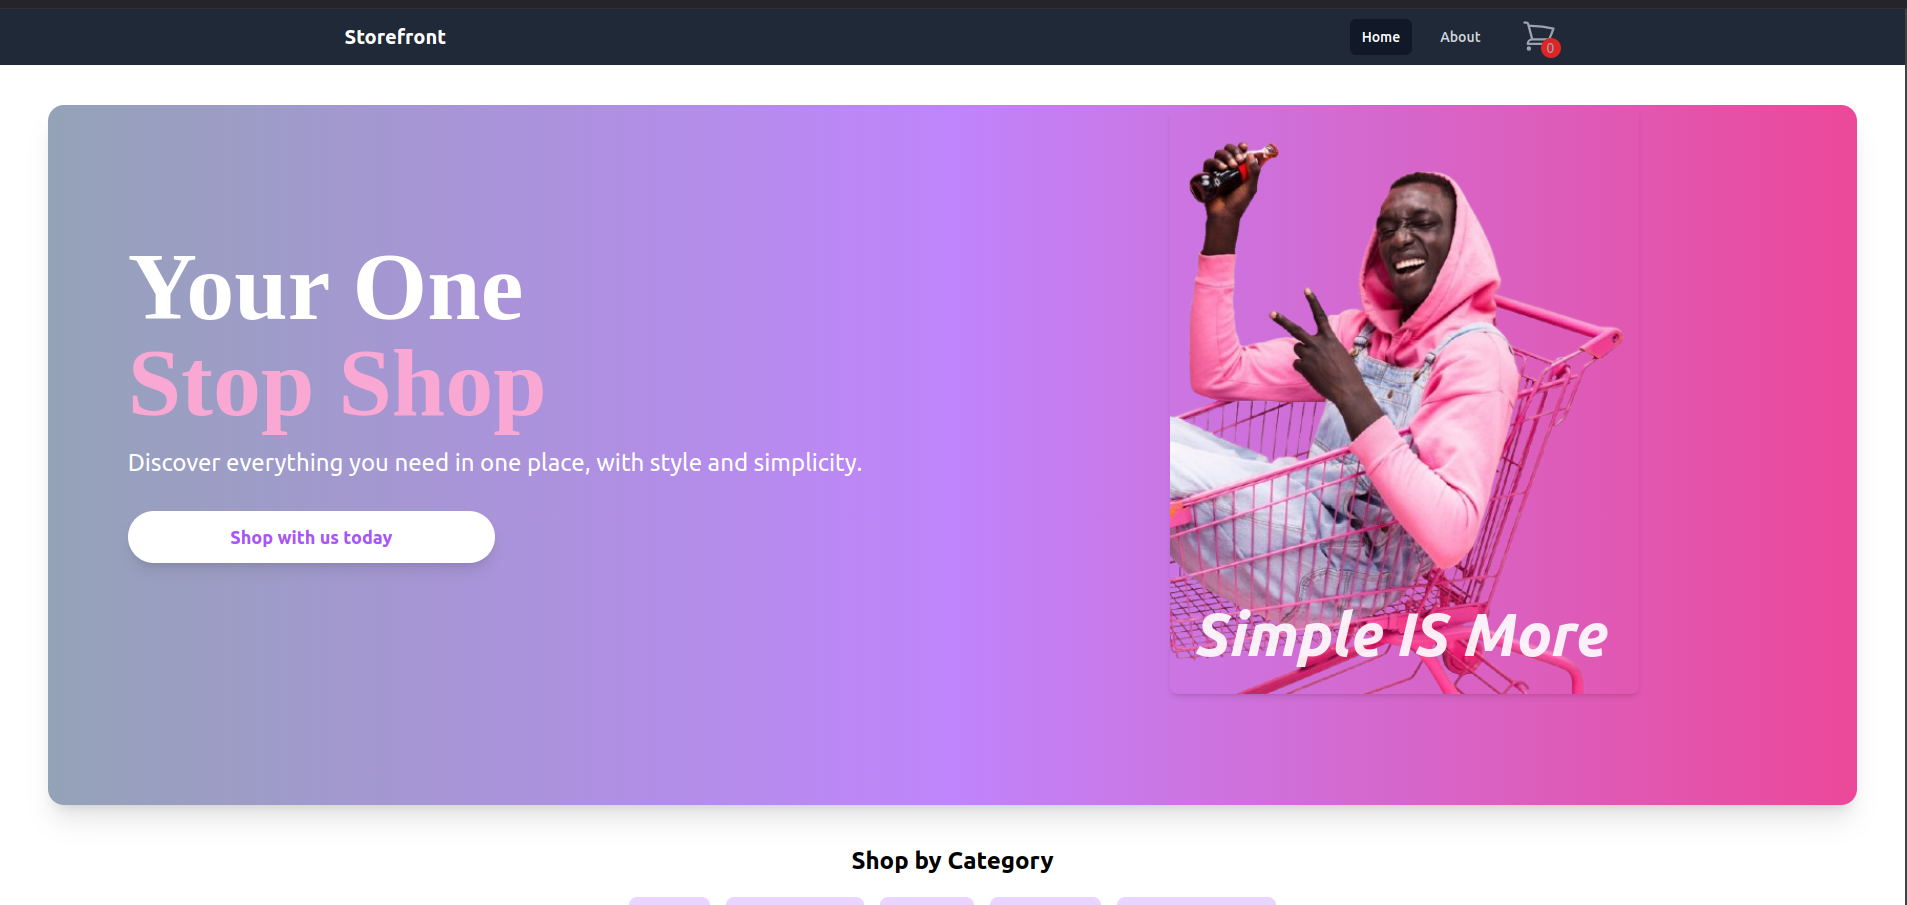 Storefront
Home
About
0
Your One
Stop Shop
Discover everything you need in one place, with style and simplicity.
Shop with us today
Simple IS More
Shop by Category